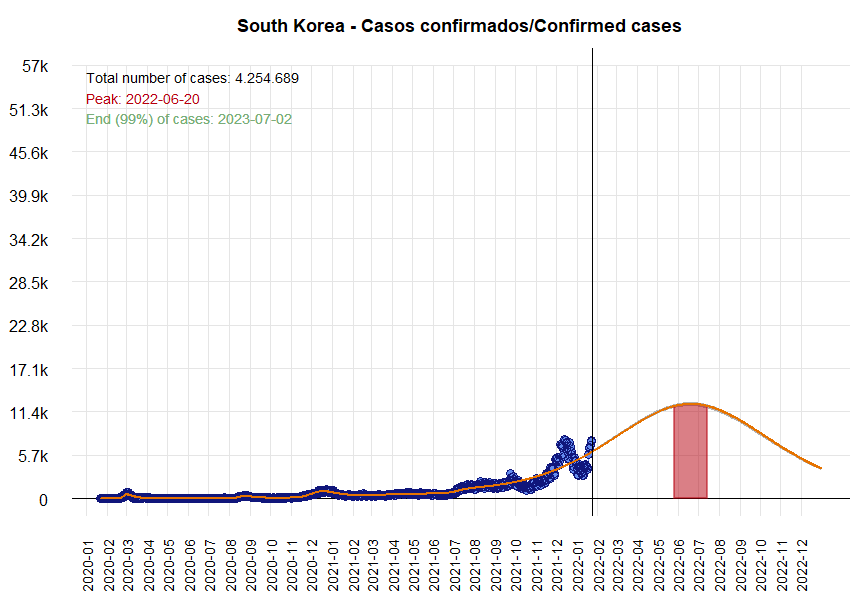 South Korea - Casos confirmados/Confirmed cases
57k
51.3k
45.6k
39.9k
34.2k
28.5k
22.8k
17.1k
11.4k
5.7k
0
Total number of cases: 4.254.689
Peak: 2022-06-20
End (99%) of cases: 2023-07-02
2020-01
2020-02
2020-03
2020-04
2020-05
2020-06
2020-07
2020-08
2020-09
2020-10
2020-11
2020-12
2021-01
2021-02
2021-03
2021-04
2021-05
2021-06
2021-07
2021-08
2021-09
2021-10
2021-11
2021-12
2022-01
2022-02
2022-03
2022-04
2022-05
2022-06
2022-07
2022-08
2022-09
2022-10
2022-11
2022-12